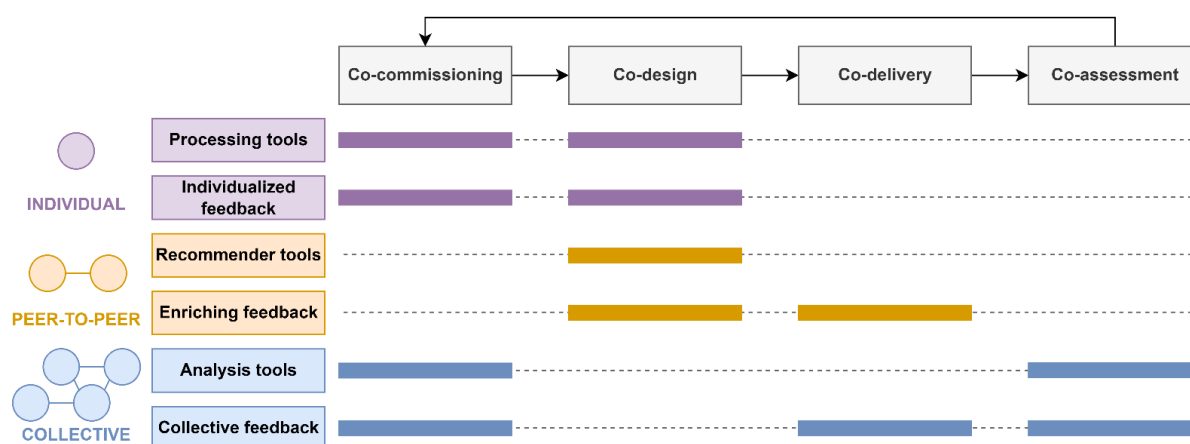 Co-commissioning
Co-design
Co-delivery
Co-assessment
Processing tools
Individualized
feedback
INDIVIDUAL
Recommender tools
Enriching feedback
PEER-TO-PEER
Analysis tools
Collective feedback
COLLECTIVE